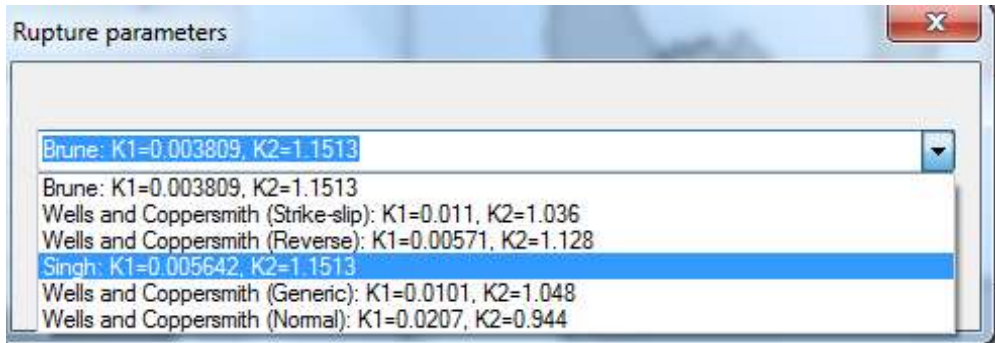 Rupture parameters
Brune: K1=0.003809, K2=1.1513
Brune: K1=0.003809, K2=1.1513
Wells and Coppersmith (Strike-slip): K1=0.011, K2=1.036
Wells and Coppersmith (Reverse): K1=0.00571, K2=1.128
Singh: K1=0.005642, K2=1.1513
Wells and Coppersmith (Generic): K1=0.0101, K2=1.048
Wells and Coppersmith (Normal): K1=0.0207, K2=0.944